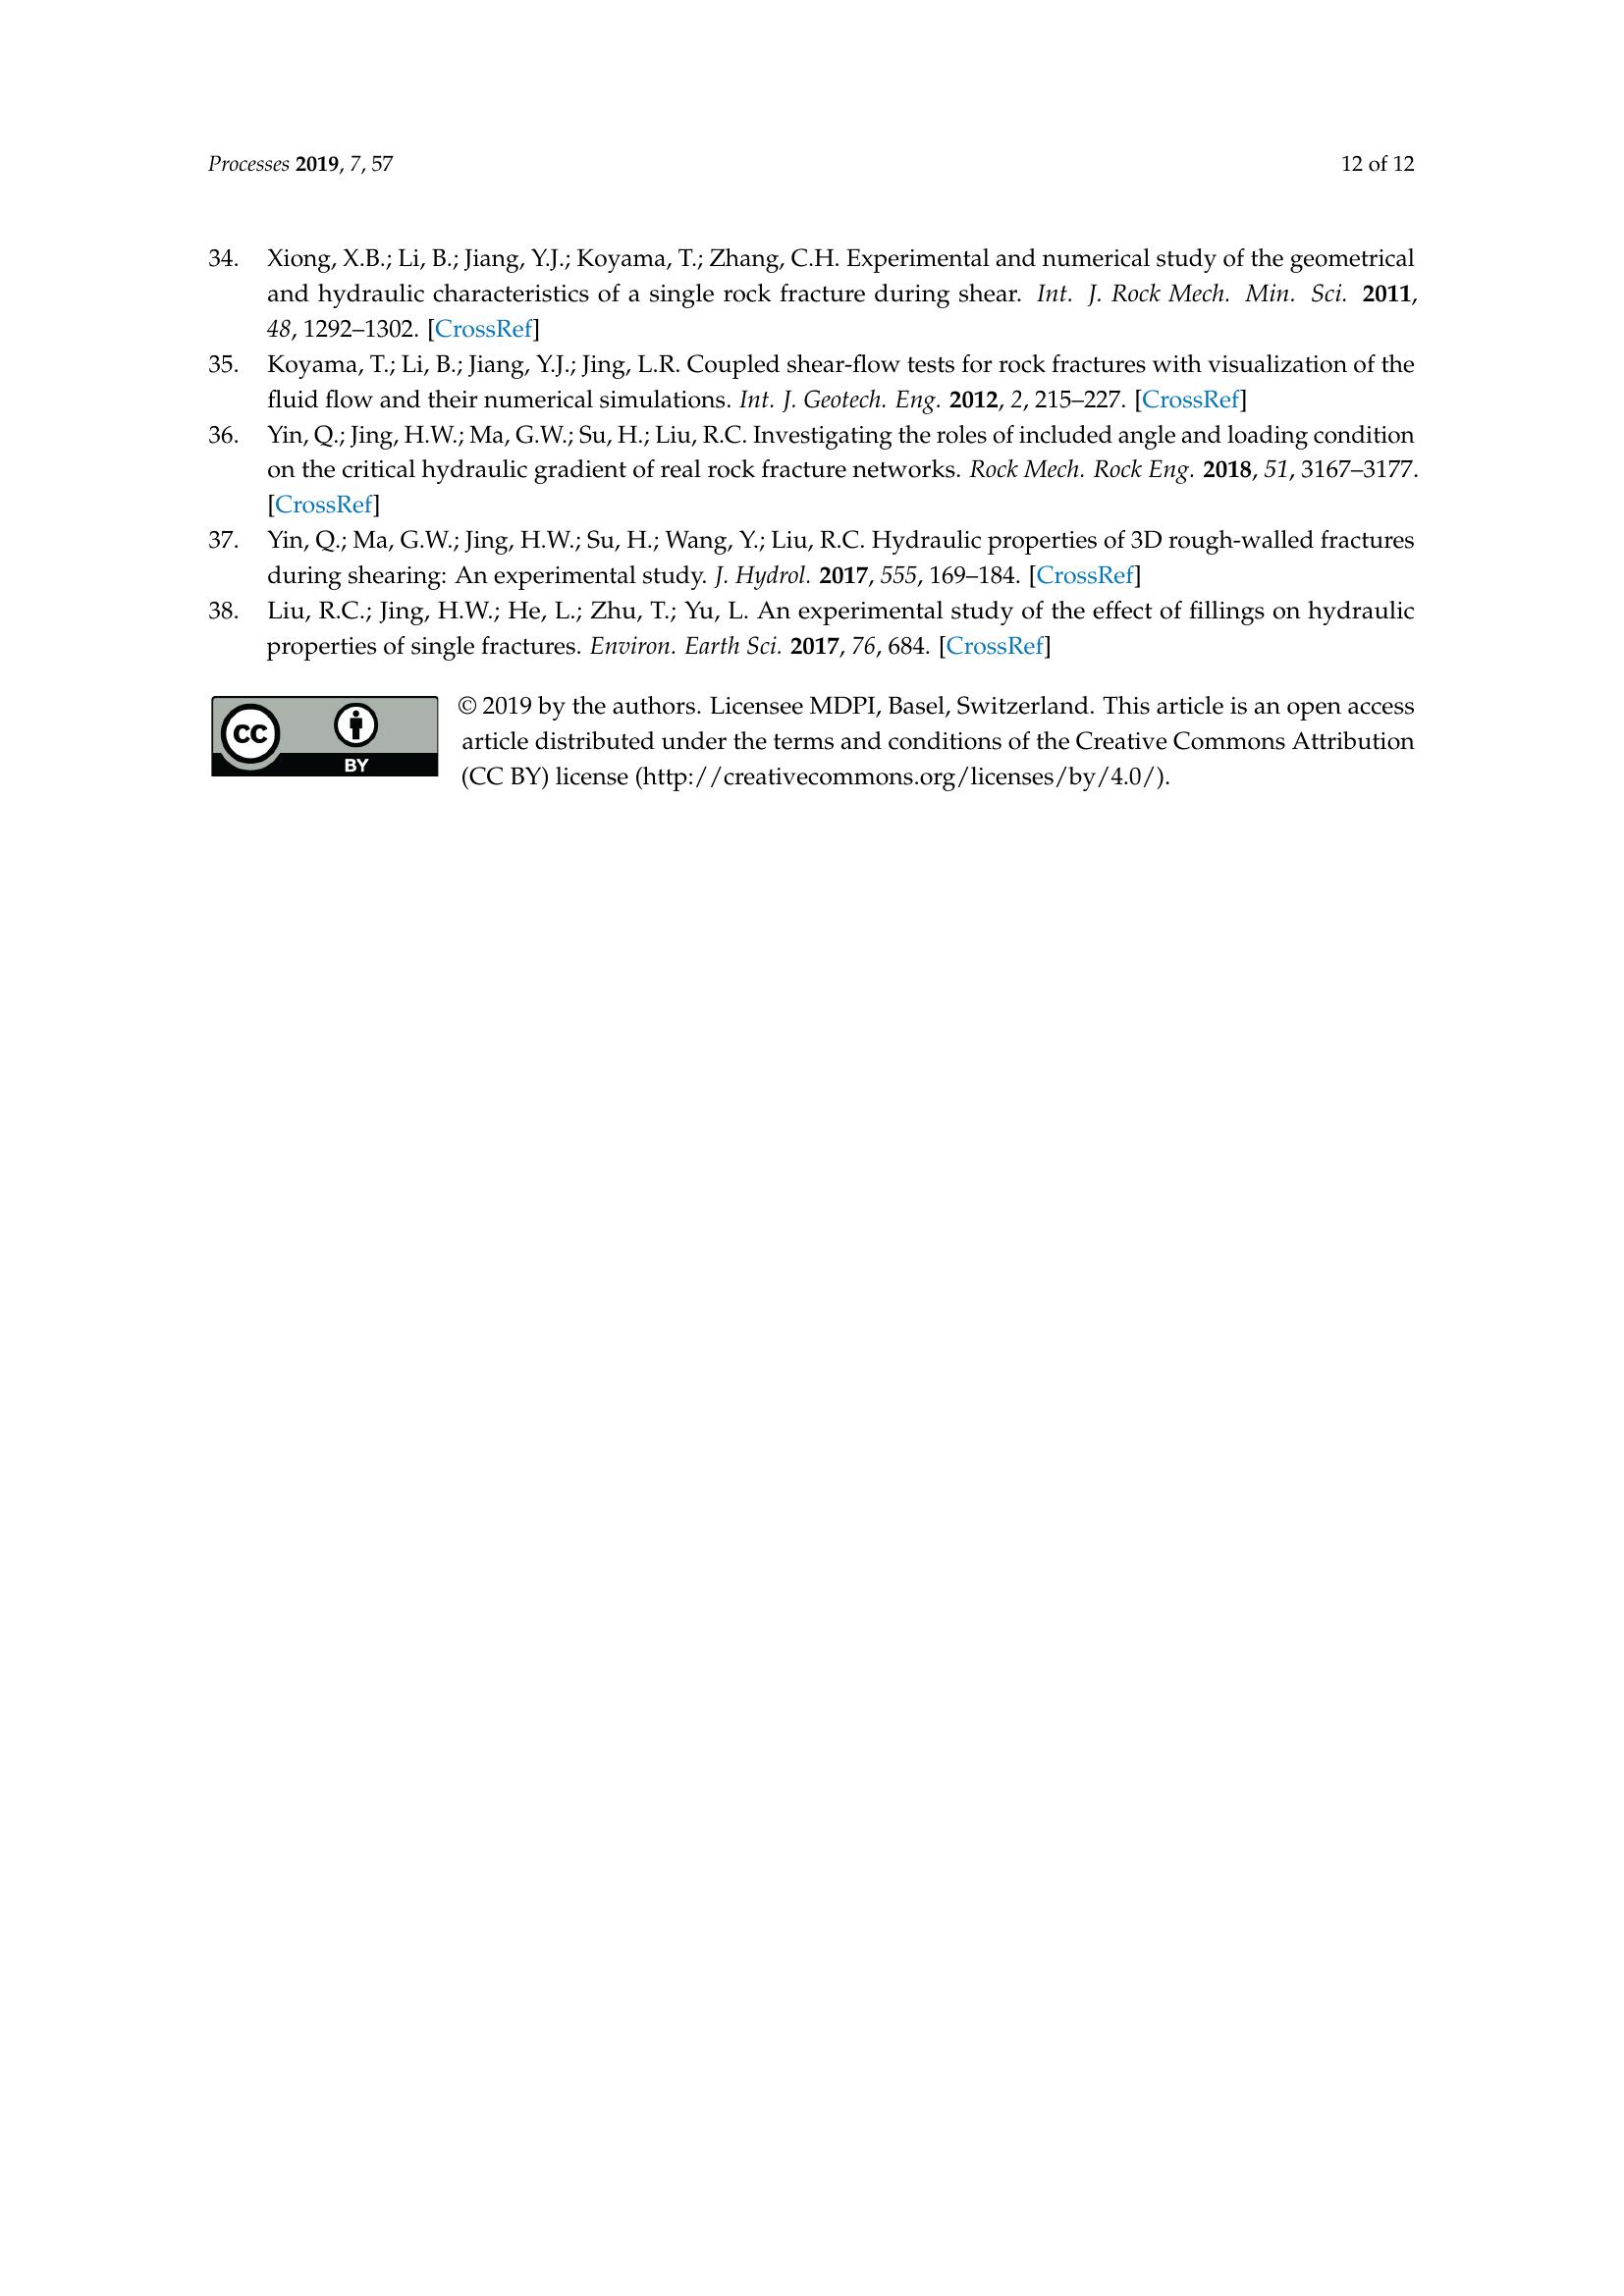 Processes 2019, 7, 57
12 of 12
34. Xiong, X.B.; Li, B.; Jiang, Y.J.; Koyama, T.; Zhang, C.H. Experimental and numerical study of the geometrical
and hydraulic characteristics of a single rock fracture during shear. Int. J. Rock Mech. Min. Sci. 2011,
48, 1292–1302. [CrossRef]
35. Koyama, T.; Li, B.; Jiang, Y.J.; Jing, L.R. Coupled shear-flow tests for rock fractures with visualization of the
fluid flow and their numerical simulations. Int. J. Geotech. Eng. 2012, 2, 215–227. [CrossRef]
36. Yin, Q.; Jing, H.W.; Ma, G.W.; Su, H.; Liu, R.C. Investigating the roles of included angle and loading condition
on the critical hydraulic gradient of real rock fracture networks. Rock Mech. Rock Eng. 2018, 51, 3167–3177.
[CrossRef]
37. Yin, Q.; Ma, G.W.; Jing, H.W.; Su, H.; Wang, Y.; Liu, R.C. Hydraulic properties of 3D rough-walled fractures
during shearing: An experimental study. J. Hydrol. 2017, 555, 169–184. [CrossRef]
38. Liu, R.C.; Jing, H.W.; He, L.; Zhu, T.; Yu, L. An experimental study of the effect of fillings on hydraulic
properties of single fractures. Environ. Earth Sci. 2017, 76, 684. [CrossRef]
cc
BY
© 2019 by the authors. Licensee MDPI, Basel, Switzerland. This article is an open access
article distributed under the terms and conditions of the Creative Commons Attribution
(CC BY) license (http://creativecommons.org/licenses/by/4.0/).